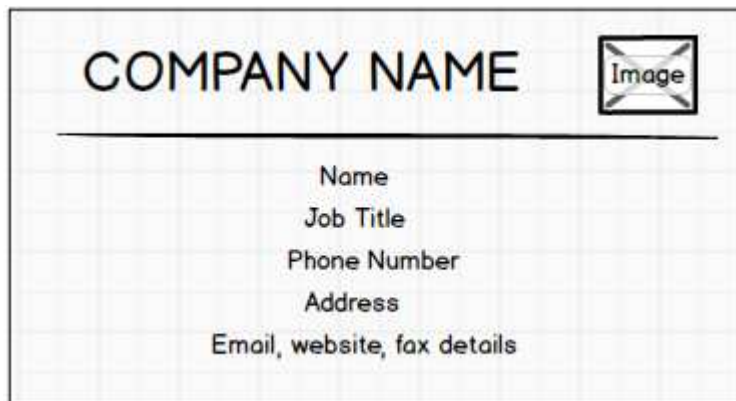 COMPANY NAME
Image
Name
Job Title
Phone Number
Address
Email, website, fax details